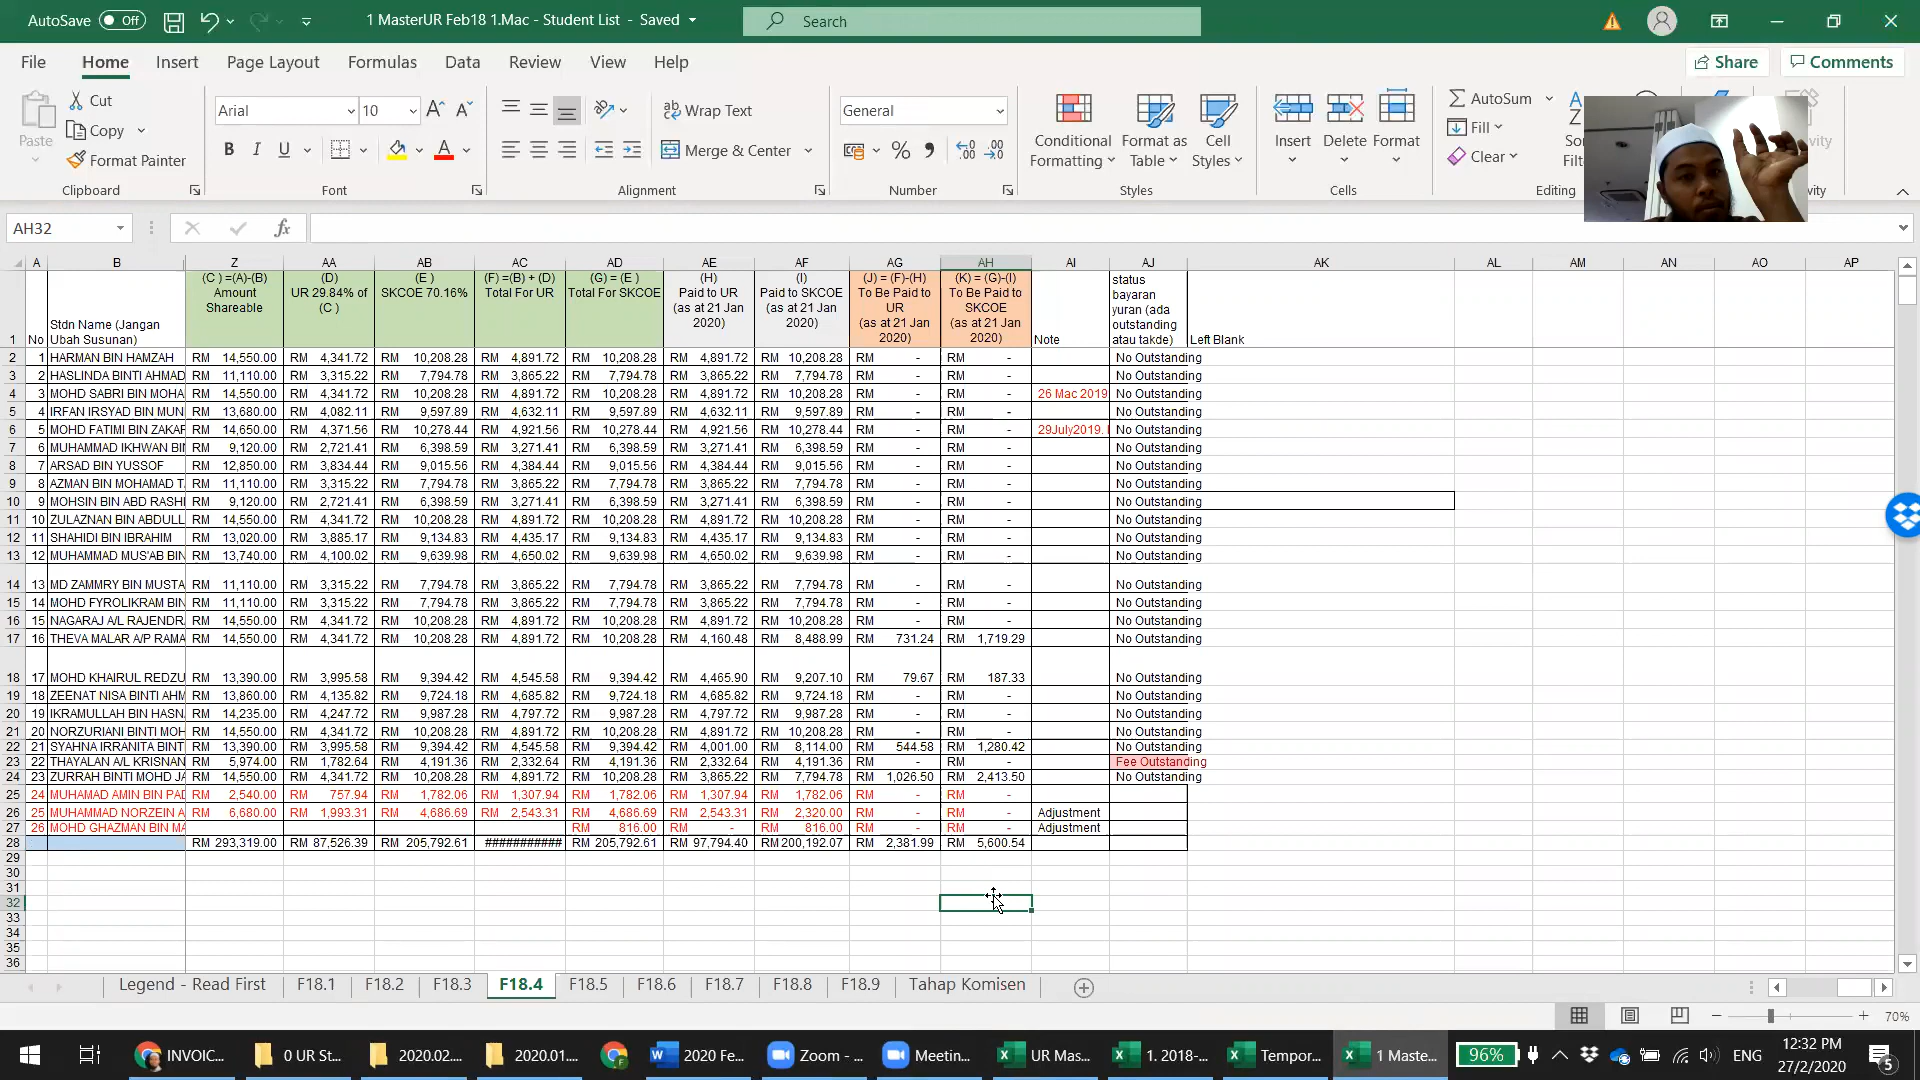 AutoSave Off 1 MasterUR Feb18 1.Mac - Student List - Saved Search
File Home Insert Page Layout Formulas Data Review View Help Share Comments
Cut
Copy
Format Painter
Paste
Clipboard
Arial 10
B I U
Font
Wrap Text
Merge & Center
Alignment
General
Number
Conditional Formatting
Format as Table
Cell Styles
Styles
Insert Delete Format
Cells
AutoSum
Fill
Clear
Editing
AH32
fx
A B Z AA AB AC AD AE AF AG AH AI AJ AK AL AM AN AO AP
1 No Stdn Name (Jangan Ubah Susunan) (C ) =(A)-(B) Amount Shareable (D) UR 29.84% of (C ) (E ) SKCOE 70.16% (F) =(B) + (D) Total For UR (G) = (E ) Total For SKCOE (H) Paid to UR (as at 21 Jan 2020) (I) Paid to SKCOE (as at 21 Jan 2020) (J) = (F)-(H) To Be Paid to UR (as at 21 Jan 2020) (K) = (G)-(I) To Be Paid to SKCOE (as at 21 Jan 2020) Note status bayaran yuran (ada outstanding atau takde) Left Blank
2 1 HARMAN BIN HAMZAH RM 14,550.00 RM 4,341.72 RM 10,208.28 RM 4,891.72 RM 10,208.28 RM 4,891.72 RM 10,208.28 RM - RM - No Outstanding
3 2 HASLINDA BINTI AHMAD RM 11,110.00 RM 3,315.22 RM 7,794.78 RM 3,865.22 RM 7,794.78 RM 3,865.22 RM 7,794.78 RM - RM - No Outstanding
4 3 MOHD SABRI BIN MOHA RM 14,550.00 RM 4,341.72 RM 10,208.28 RM 4,891.72 RM 10,208.28 RM 4,891.72 RM 10,208.28 RM - RM - 26 Mac 2019 No Outstanding
5 4 IRFAN IRSYAD BIN MUN RM 13,680.00 RM 4,082.11 RM 9,597.89 RM 4,632.11 RM 9,597.89 RM 4,632.11 RM 9,597.89 RM - RM - No Outstanding
6 5 MOHD FATIMI BIN ZAKAR RM 14,650.00 RM 4,371.56 RM 10,278.44 RM 4,921.56 RM 10,278.44 RM 4,921.56 RM 10,278.44 RM - RM - 29July2019. No Outstanding
7 6 MUHAMMAD IKHWAN BIN RM 9,120.00 RM 2,721.41 RM 6,398.59 RM 3,271.41 RM 6,398.59 RM 3,271.41 RM 6,398.59 RM - RM - No Outstanding
8 7 ARSAD BIN YUSSOF RM 12,850.00 RM 3,834.44 RM 9,015.56 RM 4,384.44 RM 9,015.56 RM 4,384.44 RM 9,015.56 RM - RM - No Outstanding
9 8 AZMAN BIN MOHAMAD T RM 11,110.00 RM 3,315.22 RM 7,794.78 RM 3,865.22 RM 7,794.78 RM 3,865.22 RM 7,794.78 RM - RM - No Outstanding
10 9 MOHSIN BIN ABD RASHI RM 9,120.00 RM 2,721.41 RM 6,398.59 RM 3,271.41 RM 6,398.59 RM 3,271.41 RM 6,398.59 RM - RM - No Outstanding
11 10 ZULAZNAN BIN ABDULL RM 14,550.00 RM 4,341.72 RM 10,208.28 RM 4,891.72 RM 10,208.28 RM 4,891.72 RM 10,208.28 RM - RM - No Outstanding
12 11 SHAHIDI BIN IBRAHIM RM 13,020.00 RM 3,885.17 RM 9,134.83 RM 4,435.17 RM 9,134.83 RM 4,435.17 RM 9,134.83 RM - RM - No Outstanding
13 12 MUHAMMAD MUS'AB BIN RM 13,740.00 RM 4,100.02 RM 9,639.98 RM 4,650.02 RM 9,639.98 RM 4,650.02 RM 9,639.98 RM - RM - No Outstanding
14 13 MD ZAMMRY BIN MUSTA RM 11,110.00 RM 3,315.22 RM 7,794.78 RM 3,865.22 RM 7,794.78 RM 3,865.22 RM 7,794.78 RM - RM - No Outstanding
15 14 MOHD FYROLIKRAM BIN RM 11,110.00 RM 3,315.22 RM 7,794.78 RM 3,865.22 RM 7,794.78 RM 3,865.22 RM 7,794.78 RM - RM - No Outstanding
16 15 NAGARAJ A/L RAJENDR RM 14,550.00 RM 4,341.72 RM 10,208.28 RM 4,891.72 RM 10,208.28 RM 4,891.72 RM 10,208.28 RM - RM - No Outstanding
17 16 THEVA MALAR A/P RAMA RM 14,550.00 RM 4,341.72 RM 10,208.28 RM 4,891.72 RM 10,208.28 RM 4,160.48 RM 8,488.99 RM 731.24 RM 1,719.29 No Outstanding
18 17 MOHD KHAIRUL REDZU RM 13,390.00 RM 3,995.58 RM 9,394.42 RM 4,545.58 RM 9,394.42 RM 4,465.90 RM 9,207.10 RM 79.67 RM 187.33 No Outstanding
19 18 ZEENAT NISA BINTI AHM RM 13,860.00 RM 4,135.82 RM 9,724.18 RM 4,685.82 RM 9,724.18 RM 4,685.82 RM 9,724.18 RM - RM - No Outstanding
20 19 IKRAMULLAH BIN HASN RM 14,235.00 RM 4,247.72 RM 9,987.28 RM 4,797.72 RM 9,987.28 RM 4,797.72 RM 9,987.28 RM - RM - No Outstanding
21 20 NORZURIANI BINTI MOH RM 14,550.00 RM 4,341.72 RM 10,208.28 RM 4,891.72 RM 10,208.28 RM 4,891.72 RM 10,208.28 RM - RM - No Outstanding
22 21 SYAHNA IRRANITA BINT RM 13,390.00 RM 3,995.58 RM 9,394.42 RM 4,545.58 RM 9,394.42 RM 4,001.00 RM 8,114.00 RM 544.58 RM 1,280.42 No Outstanding
23 22 THAYALAN A/L KRISNAN RM 5,974.00 RM 1,782.64 RM 4,191.36 RM 2,332.64 RM 4,191.36 RM 2,332.64 RM 4,191.36 RM - RM - Fee Outstanding
24 23 ZURRAH BINTI MOHD JA RM 14,550.00 RM 4,341.72 RM 10,208.28 RM 4,891.72 RM 10,208.28 RM 3,865.22 RM 7,794.78 RM 1,026.50 RM 2,413.50 No Outstanding
25 24 MUHAMAD AMIN BIN PAD RM 2,540.00 RM 757.94 RM 1,782.06 RM 1,307.94 RM 1,782.06 RM 1,307.94 RM 1,782.06 RM - RM -
26 25 MUHAMMAD NORZEIN A RM 6,680.00 RM 1,993.31 RM 4,686.69 RM 2,543.31 RM 4,686.69 RM 2,543.31 RM 2,320.00 RM - RM - Adjustment
27 26 MOHD GHAZMAN BIN MA RM 816.00 RM - RM 816.00 RM - RM - Adjustment
28 RM 293,319.00 RM 87,526.39 RM 205,792.61 ########### RM 205,792.61 RM 97,794.40 RM 200,192.07 RM 2,381.99 RM 5,600.54
29
30
31
32
33
34
35
36
Legend - Read First F18.1 F18.2 F18.3 F18.4 F18.5 F18.6 F18.7 F18.8 F18.9 Tahap Komisen
70%
INVOIC... 0 UR St... 2020.02.... 2020.01.... 2020 Fe... Zoom - ... Meetin... UR Mas... 1. 2018-... Tempor... 1 Maste... 96% ENG 12:32 PM
27/2/2020 5